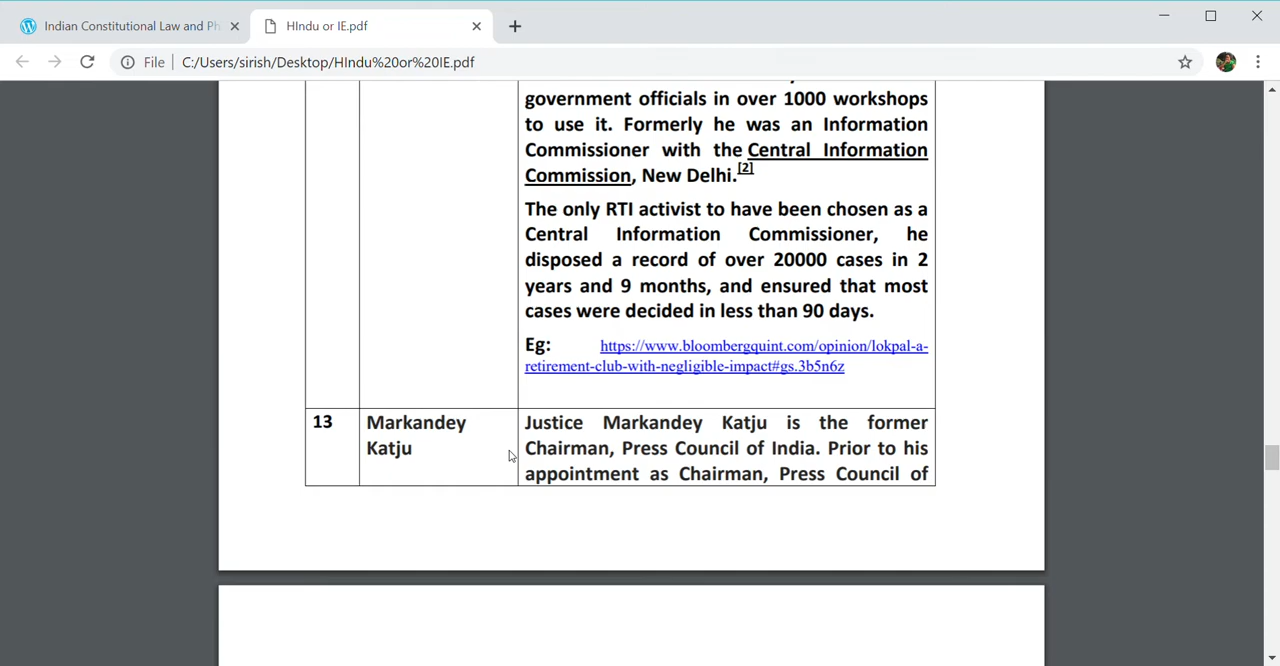 Indian Constitutional Law and Ph
HIndu or IE.pdf
File
C:/Users/sirish/Desktop/HIndu%20or%20IE.pdf
government officials in over 1000 workshops
to use it. Formerly he was an Information
Commissioner with the Central Information
Commission, New Delhi.[2]
The only RTI activist to have been chosen as a
Central Information Commissioner, he
disposed a record of over 20000 cases in 2
years and 9 months, and ensured that most
cases were decided in less than 90 days.
Eg: https://www.bloombergquint.com/opinion/lokpal-a-
retirement-club-with-negligible-impact#gs.3b5n6z
13 Markandey Justice Markandey Katju is the former
Katju Chairman, Press Council of India. Prior to his
appointment as Chairman, Press Council of